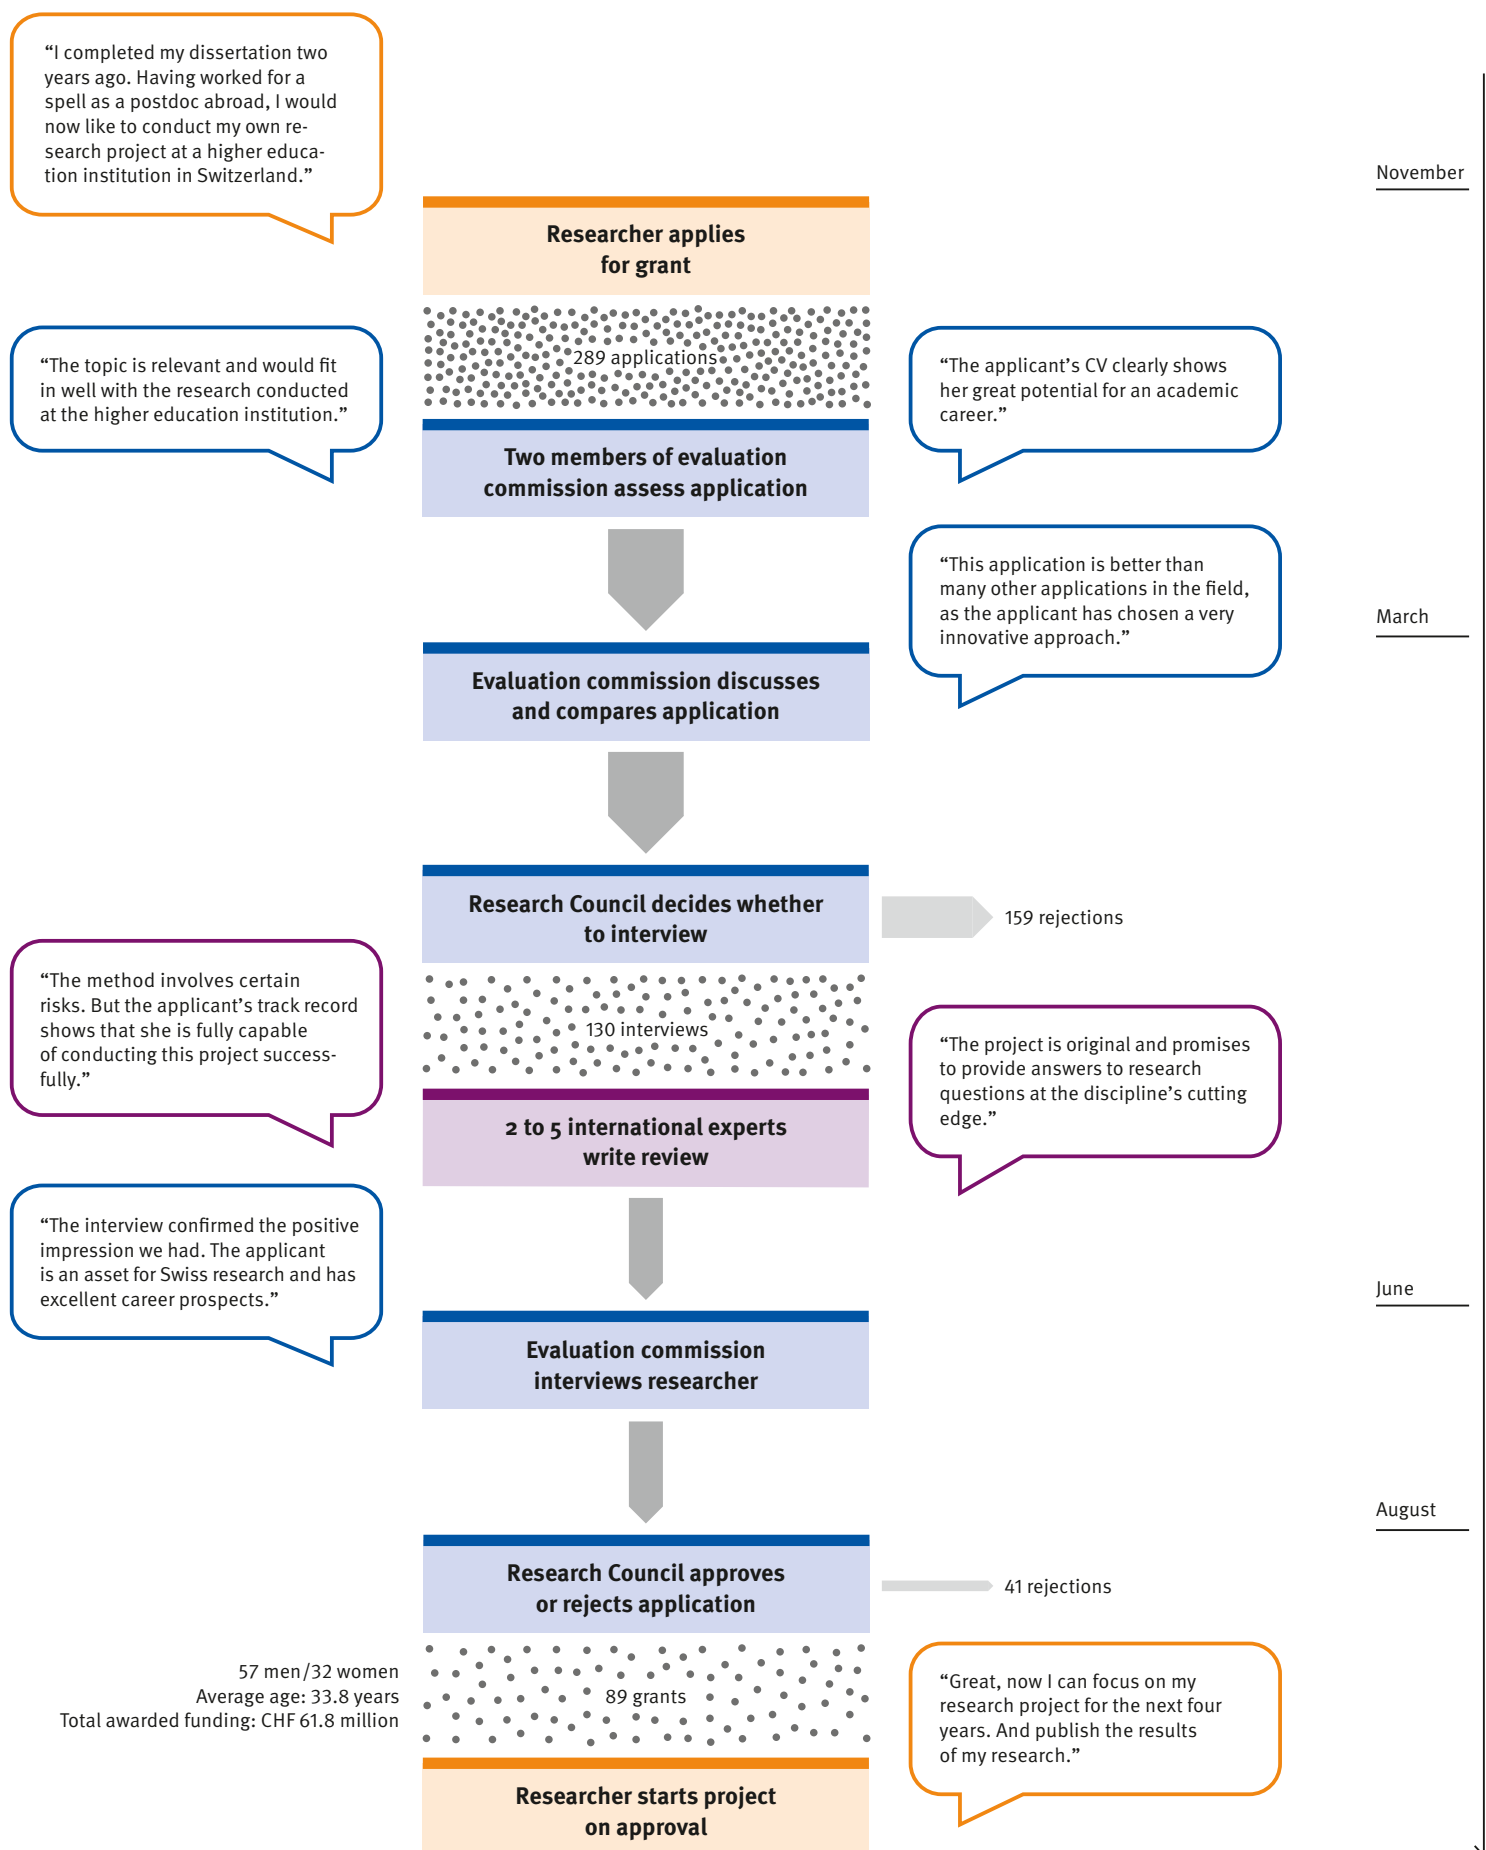 “I completed my dissertation two
years ago. Having worked for a
spell as a postdoc abroad, I would
now like to conduct my own re-
search project at a higher educa-
tion institution in Switzerland.”
November
Researcher applies
for grant
289 applications
“The topic is relevant and would fit
in well with the research conducted
at the higher education institution.”
“The applicant’s CV clearly shows
her great potential for an academic
career.”
Two members of evaluation
commission assess application
“This application is better than
many other applications in the field,
as the applicant has chosen a very
innovative approach.”
March
Evaluation commission discusses
and compares application
Research Council decides whether
to interview
159 rejections
“The method involves certain
risks. But the applicant’s track record
shows that she is fully capable
of conducting this project success-
fully.”
130 interviews
“The project is original and promises
to provide answers to research
questions at the discipline’s cutting
edge.”
2 to 5 international experts
write review
“The interview confirmed the positive
impression we had. The applicant
is an asset for Swiss research and has
excellent career prospects.”
June
Evaluation commission
interviews researcher
August
Research Council approves
or rejects application
41 rejections
57 men/32 women
Average age: 33.8 years
Total awarded funding: CHF 61.8 million
89 grants
“Great, now I can focus on my
research project for the next four
years. And publish the results
of my research.”
Researcher starts project
on approval